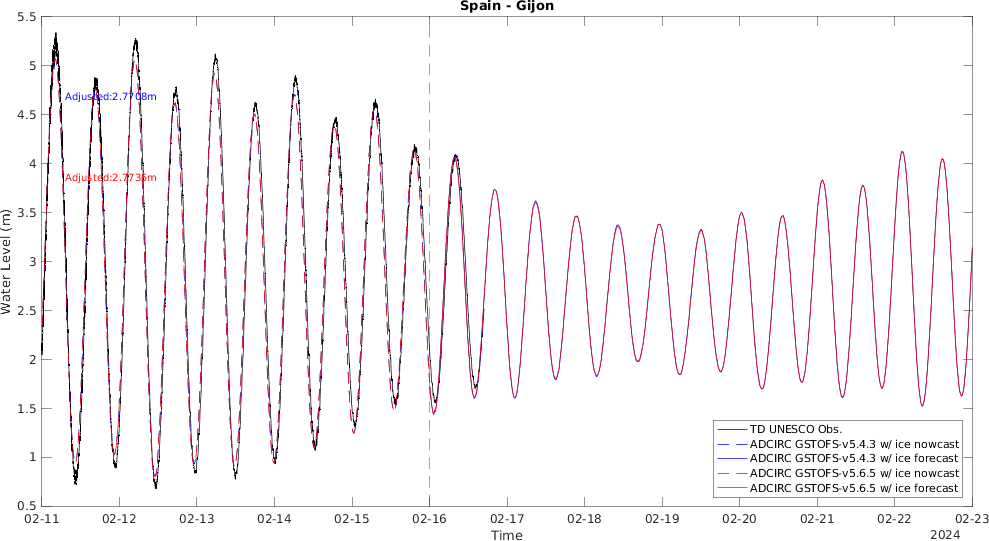 Spain - Gijon
5.5
5
4.5
4
3.5
3
2.5
2
1.5
1
0.5
Water Level (m)
Adjusted:2.7708m
Adjusted:2.7735m
TD UNESCO Obs.
ADCIRC GSTOFS-v5.4.3 w/ ice nowcast
ADCIRC GSTOFS-v5.4.3 w/ ice forecast
ADCIRC GSTOFS-v5.6.5 w/ ice nowcast
ADCIRC GSTOFS-v5.6.5 w/ ice forecast
02-11 02-12 02-13 02-14 02-15 02-16 02-17 02-18 02-19 02-20 02-21 02-22 02-23
Time
2024